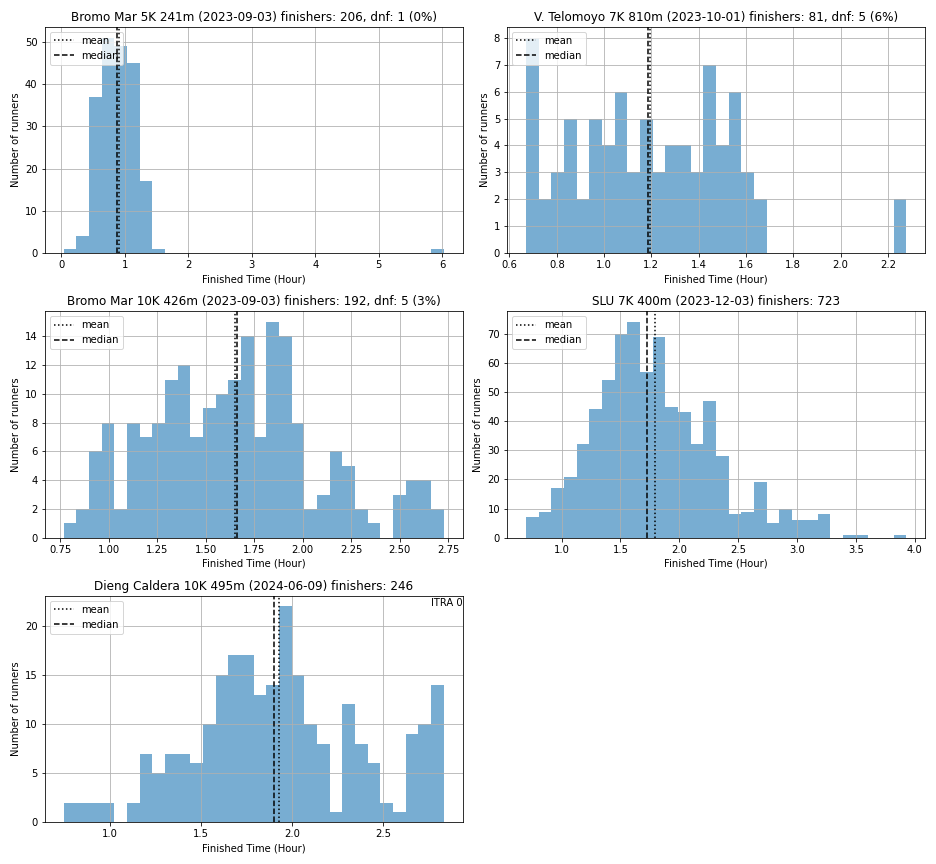 Bromo Mar 5K 241m (2023-09-03) finishers: 206, dnf: 1 (0%)
mean
median
Number of runners
50
40
30
20
10
0
0 1 2 3 4 5 6
Finished Time (Hour)
V. Telomoyo 7K 810m (2023-10-01) finishers: 81, dnf: 5 (6%)
mean
median
Number of runners
8
7
6
5
4
3
2
1
0
0.6 0.8 1.0 1.2 1.4 1.6 1.8 2.0 2.2
Finished Time (Hour)
Bromo Mar 10K 426m (2023-09-03) finishers: 192, dnf: 5 (3%)
mean
median
Number of runners
14
12
10
8
6
4
2
0
0.75 1.00 1.25 1.50 1.75 2.00 2.25 2.50 2.75
Finished Time (Hour)
SLU 7K 400m (2023-12-03) finishers: 723
mean
median
Number of runners
70
60
50
40
30
20
10
0
1.0 1.5 2.0 2.5 3.0 3.5 4.0
Finished Time (Hour)
Dieng Caldera 10K 495m (2024-06-09) finishers: 246
ITRA 0
mean
median
Number of runners
20
15
10
5
0
1.0 1.5 2.0 2.5
Finished Time (Hour)